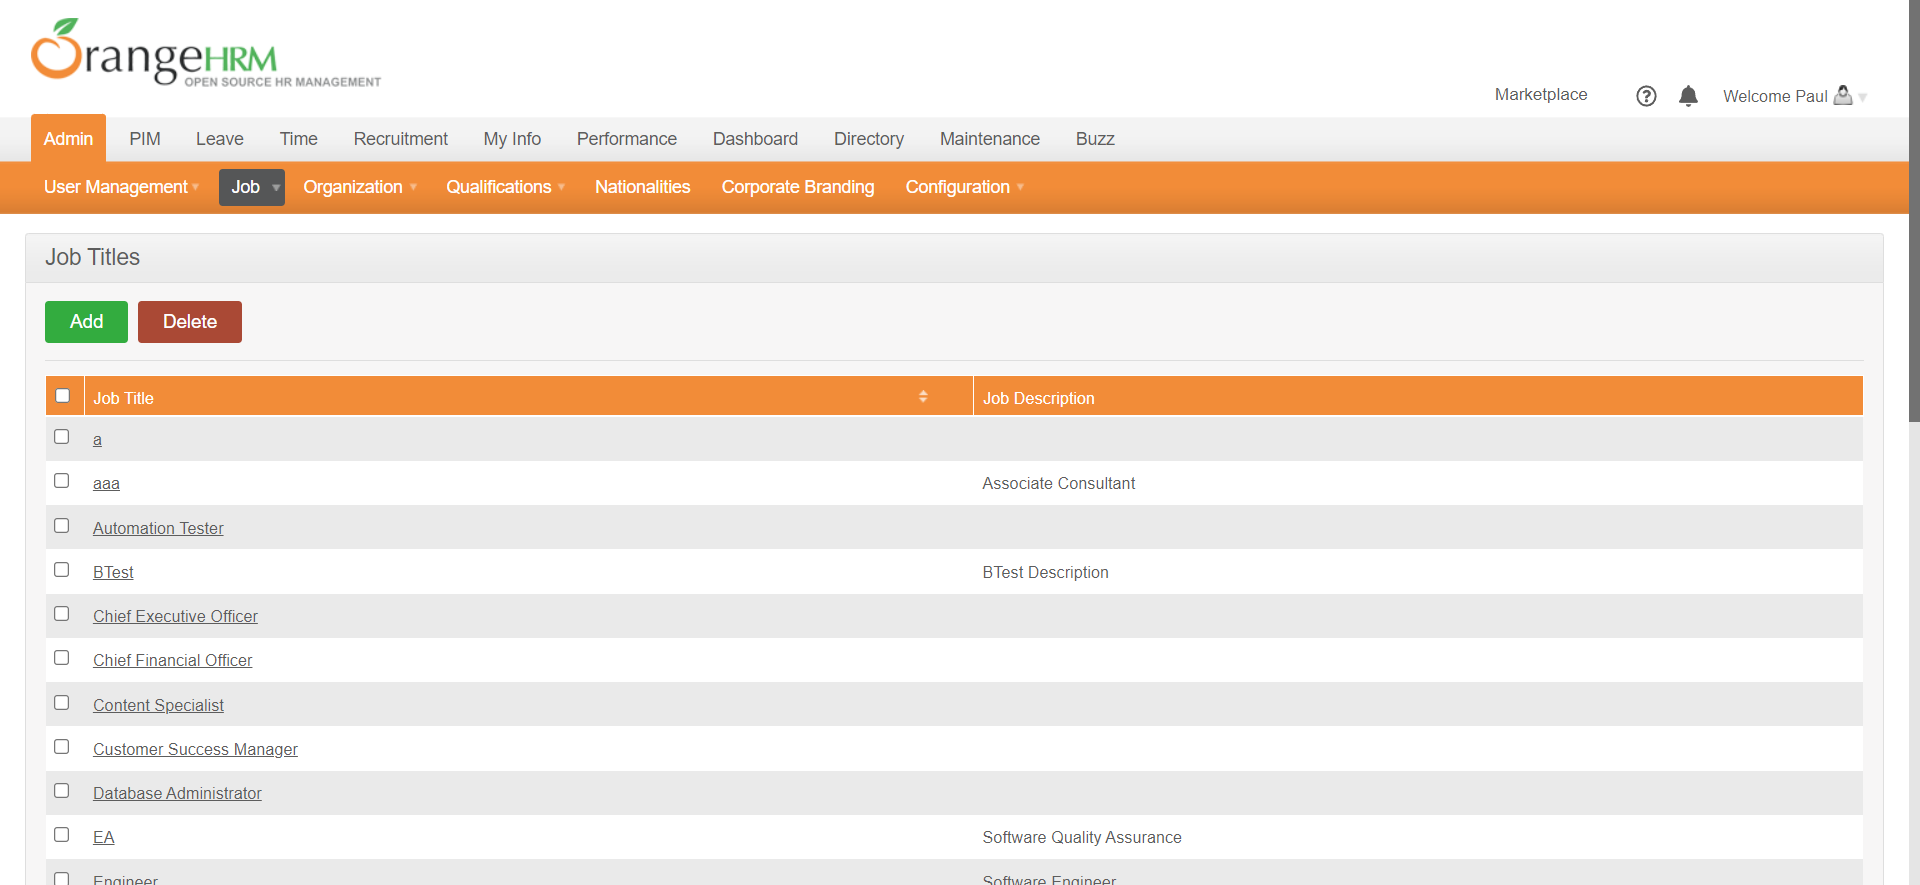 OrangeHRM
OPEN SOURCE HR MANAGEMENT
Marketplace ? Welcome Paul
Admin PIM Leave Time Recruitment My Info Performance Dashboard Directory Maintenance Buzz
User Management Job Organization Qualifications Nationalities Corporate Branding Configuration
Job Titles
Add Delete
Job Title Job Description
a
aaa Associate Consultant
Automation Tester
BTest BTest Description
Chief Executive Officer
Chief Financial Officer
Content Specialist
Customer Success Manager
Database Administrator
EA Software Quality Assurance
Engineer Software Engineer